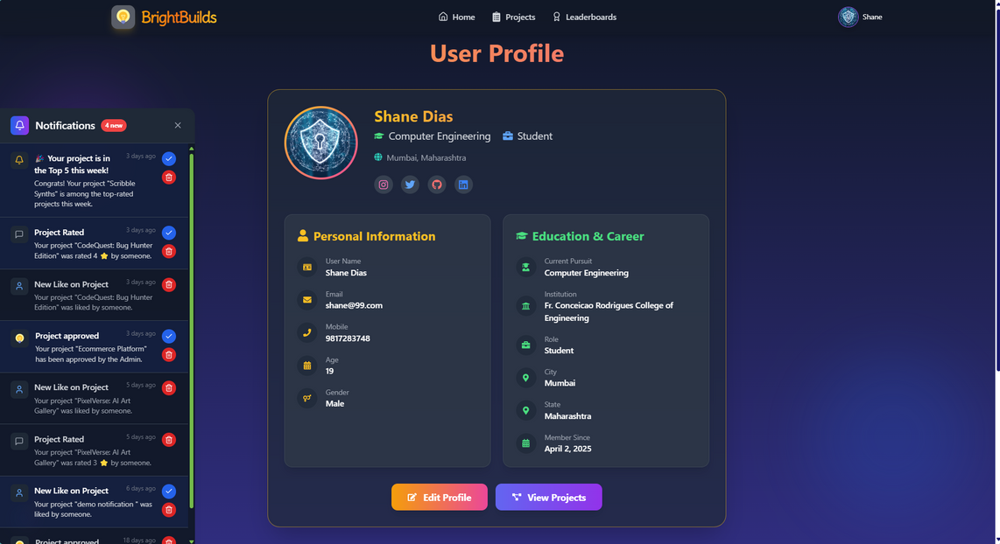 BrightBuilds
Home
Projects
Leaderboards
Shane
User Profile
Notifications
4 new
🎉 Your project is in
the Top 5 this week!
3 days ago
Congrats! Your project "Scribble
Synths" is among the top-rated
projects this week.
Project Rated
3 days ago
Your project "CodeQuest: Bug Hunter
Edition" was rated 4 ⭐ by someone.
New Like on Project
3 days ago
Your project "CodeQuest: Bug Hunter
Edition" was liked by someone.
Project approved
3 days ago
Your project "Ecommerce Platform"
has been approved by the Admin.
New Like on Project
5 days ago
Your project "PixelVerse: AI Art
Gallery" was liked by someone.
Project Rated
5 days ago
Your project "PixelVerse: AI Art
Gallery" was rated 3 ⭐ by someone.
New Like on Project
6 days ago
Your project "demo notification " was
liked by someone.
Project approved
18 days ago
Shane Dias
Computer Engineering
Student
Mumbai, Maharashtra
Personal Information
User Name
Shane Dias
Email
shane@99.com
Mobile
9817283748
Age
19
Gender
Male
Education & Career
Current Pursuit
Computer Engineering
Institution
Fr. Conceicao Rodrigues College of
Engineering
Role
Student
City
Mumbai
State
Maharashtra
Member Since
April 2, 2025
Edit Profile
View Projects